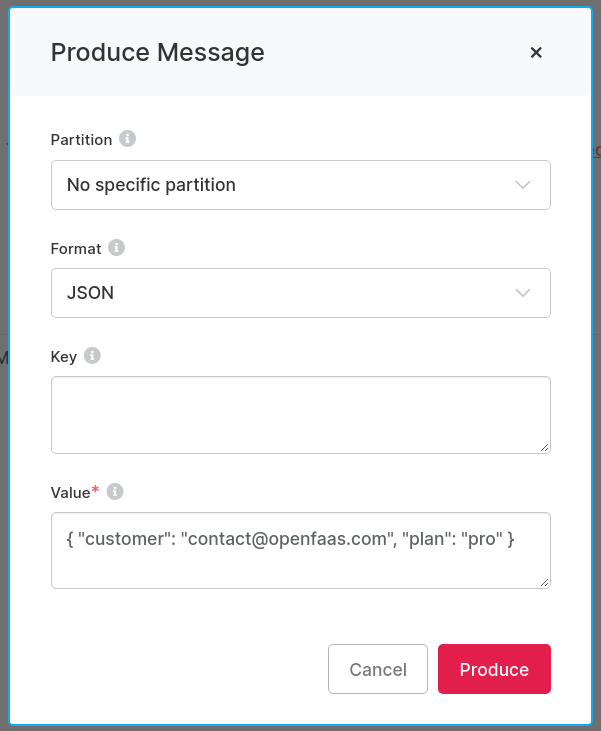 Produce Message
×
Partition
No specific partition
Format
JSON
Key
Value*
{ "customer": "contact@openfaas.com", "plan": "pro" }
Cancel
Produce